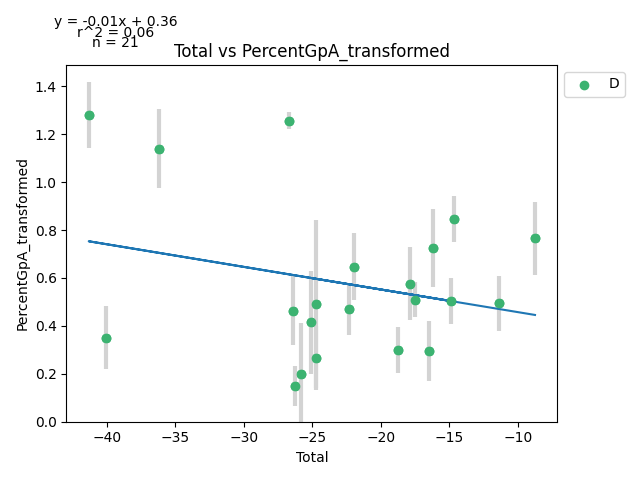 y = -0.01x + 0.36
r^2 = 0.06
n = 21
Total vs PercentGpA_transformed
D
PercentGpA_transformed
1.4
1.2
1.0
0.8
0.6
0.4
0.2
0.0
−40 −35 −30 −25 −20 −15 −10
Total